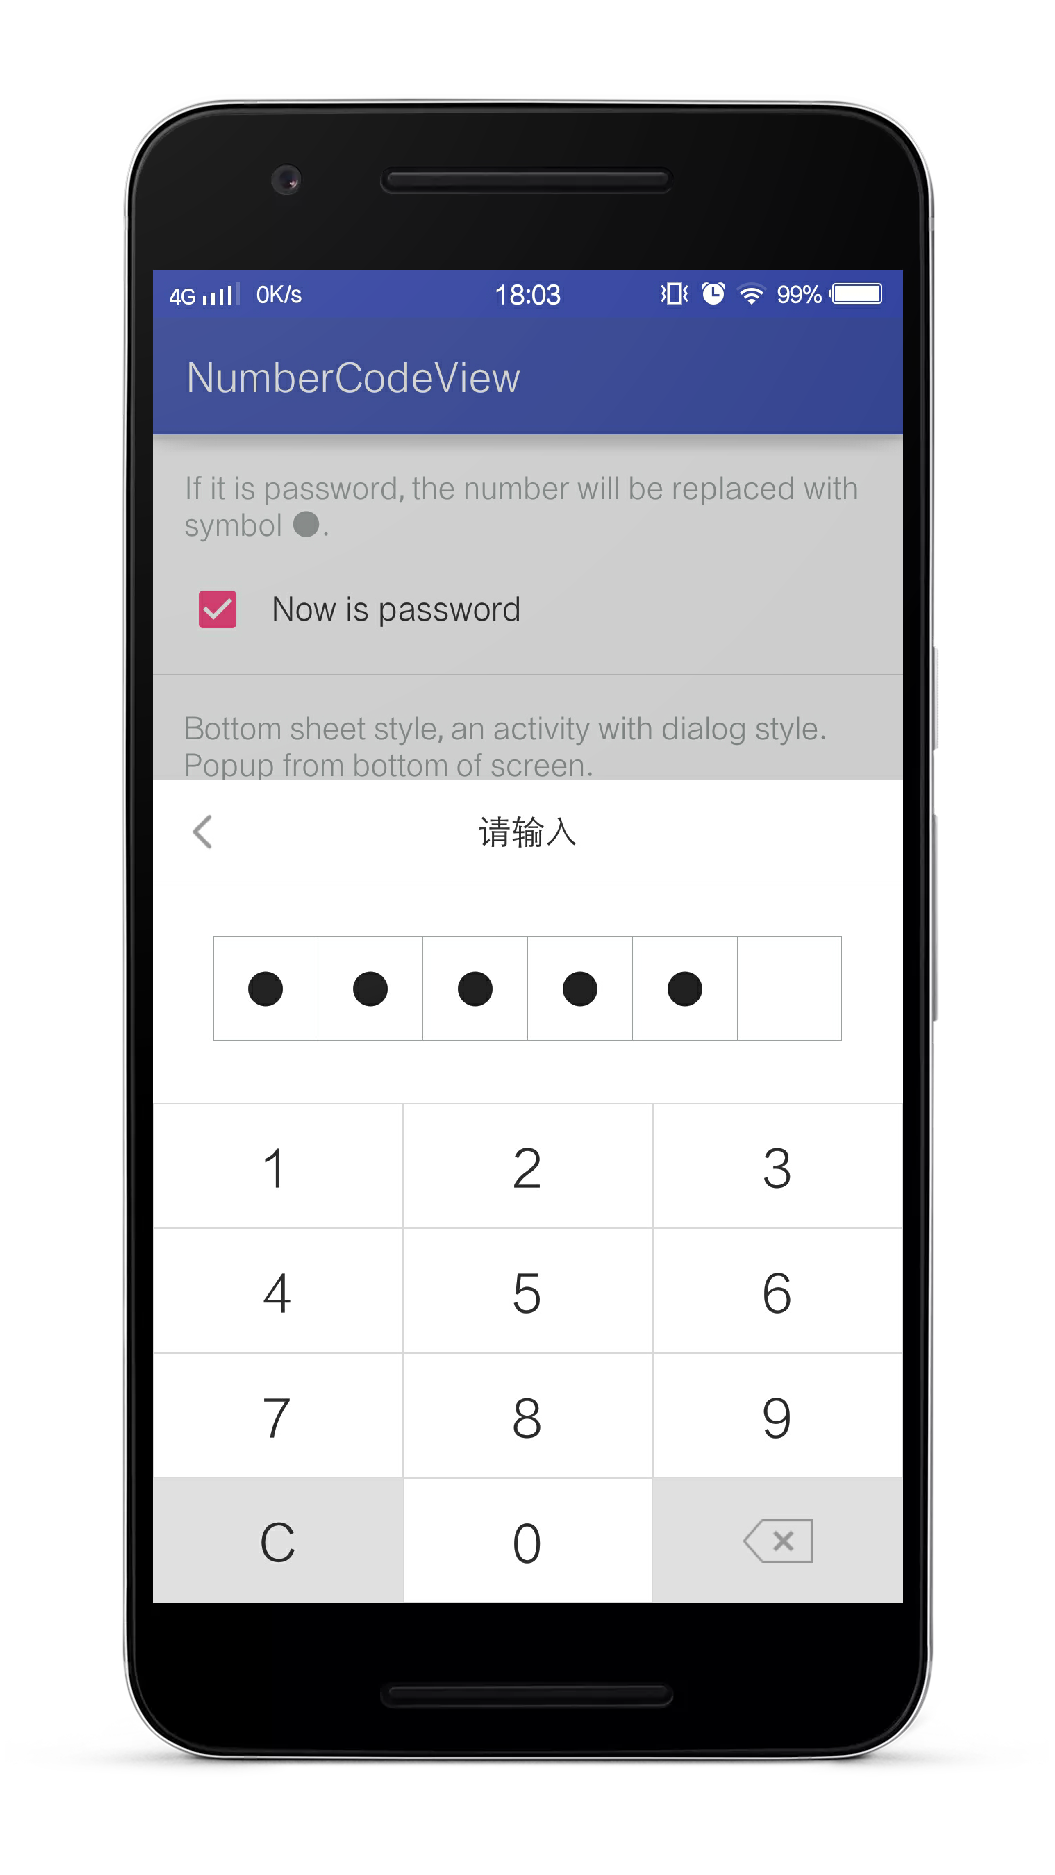 4G 0K/s 18:03 99%
NumberCodeView
If it is password, the number will be replaced with
symbol ●.
Now is password
Bottom sheet style, an activity with dialog style.
Popup from bottom of screen.
请输入
1 2 3
4 5 6
7 8 9
C 0